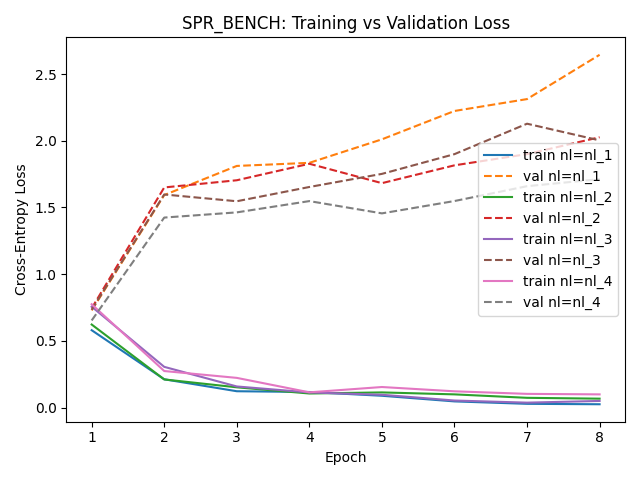 SPR_BENCH: Training vs Validation Loss
Cross-Entropy Loss
2.5
2.0
1.5
1.0
0.5
0.0
train nl=nl_1
val nl=nl_1
train nl=nl_2
val nl=nl_2
train nl=nl_3
val nl=nl_3
train nl=nl_4
val nl=nl_4
1 2 3 4 5 6 7 8
Epoch